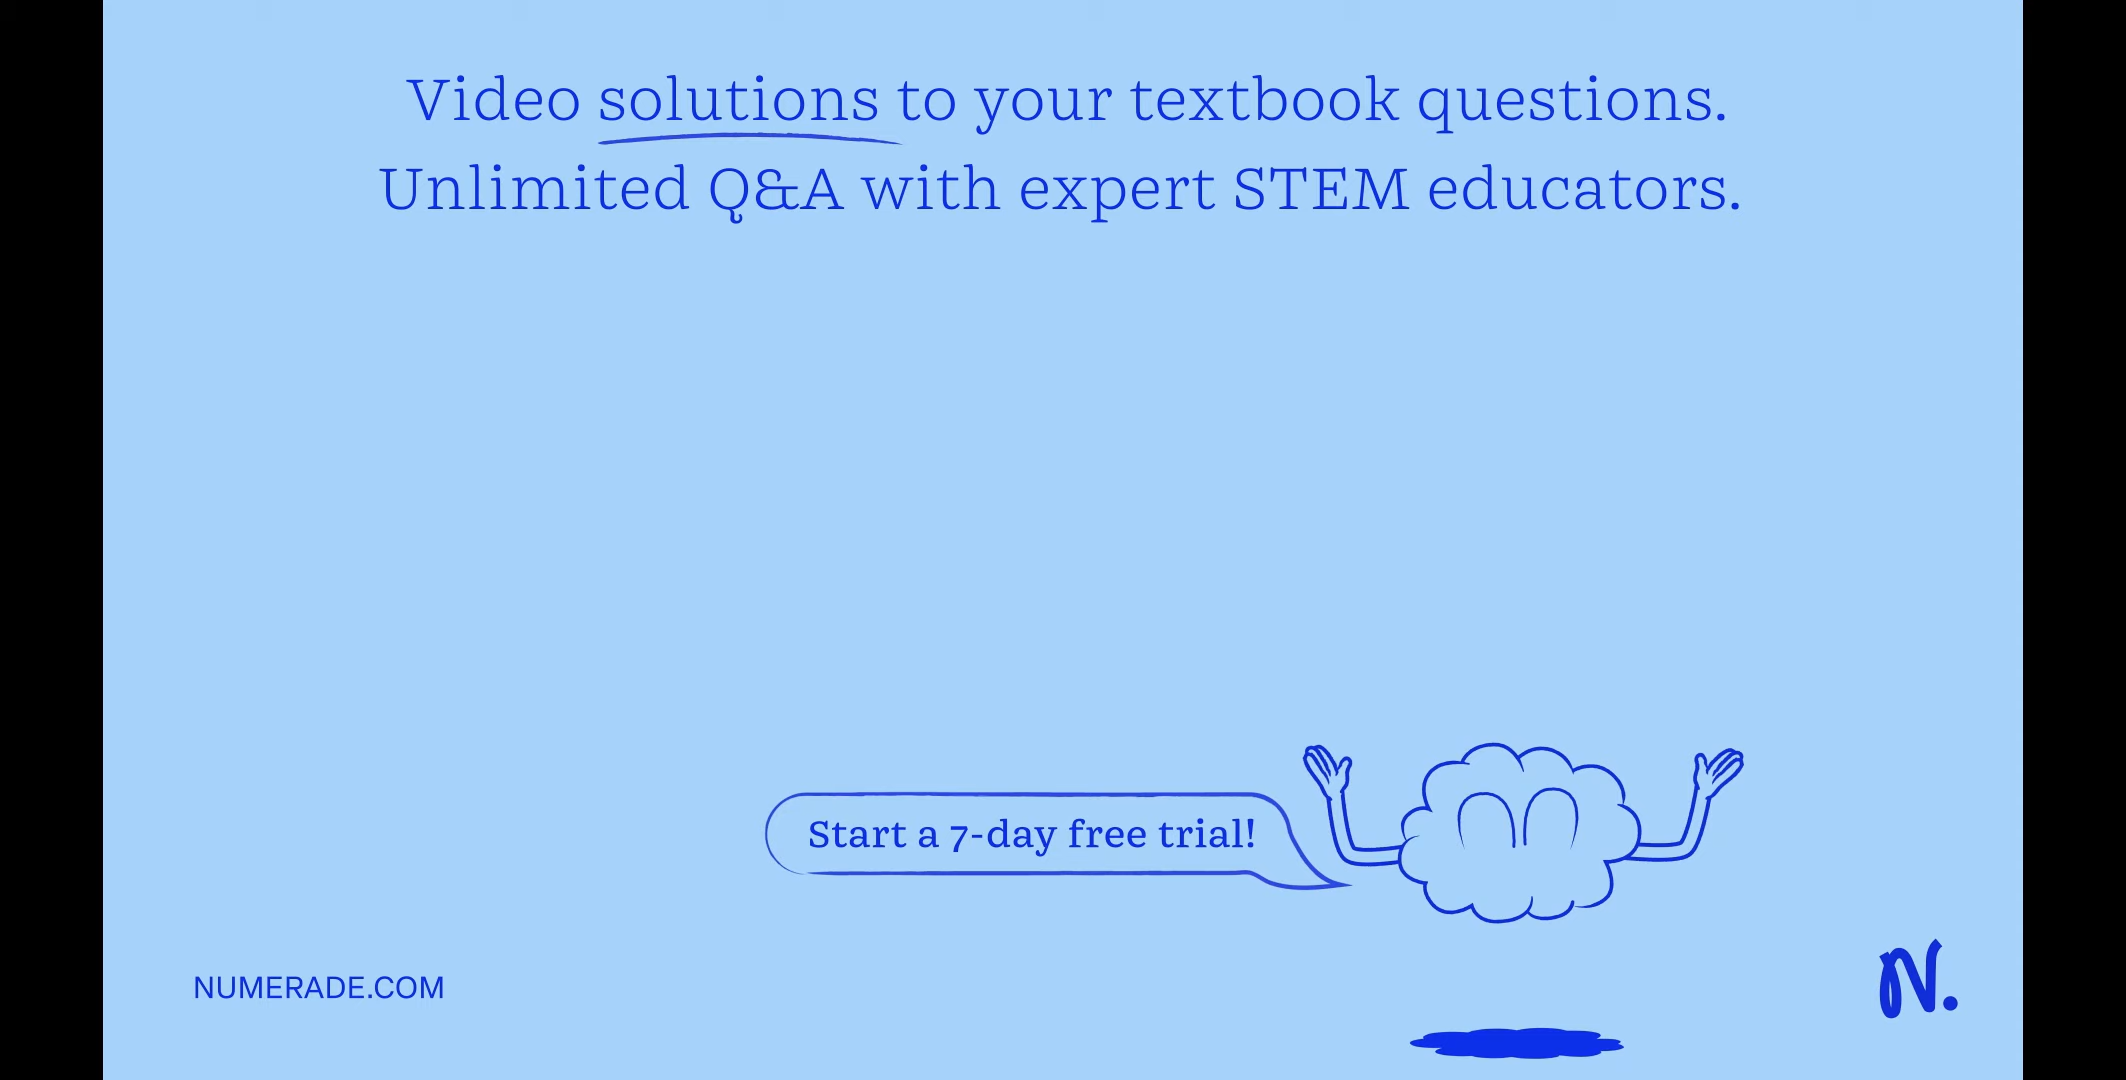 Video solutions to your textbook questions.
Unlimited Q&A with expert STEM educators.
Start a 7-day free trial!
NUMERADE.COM
N.